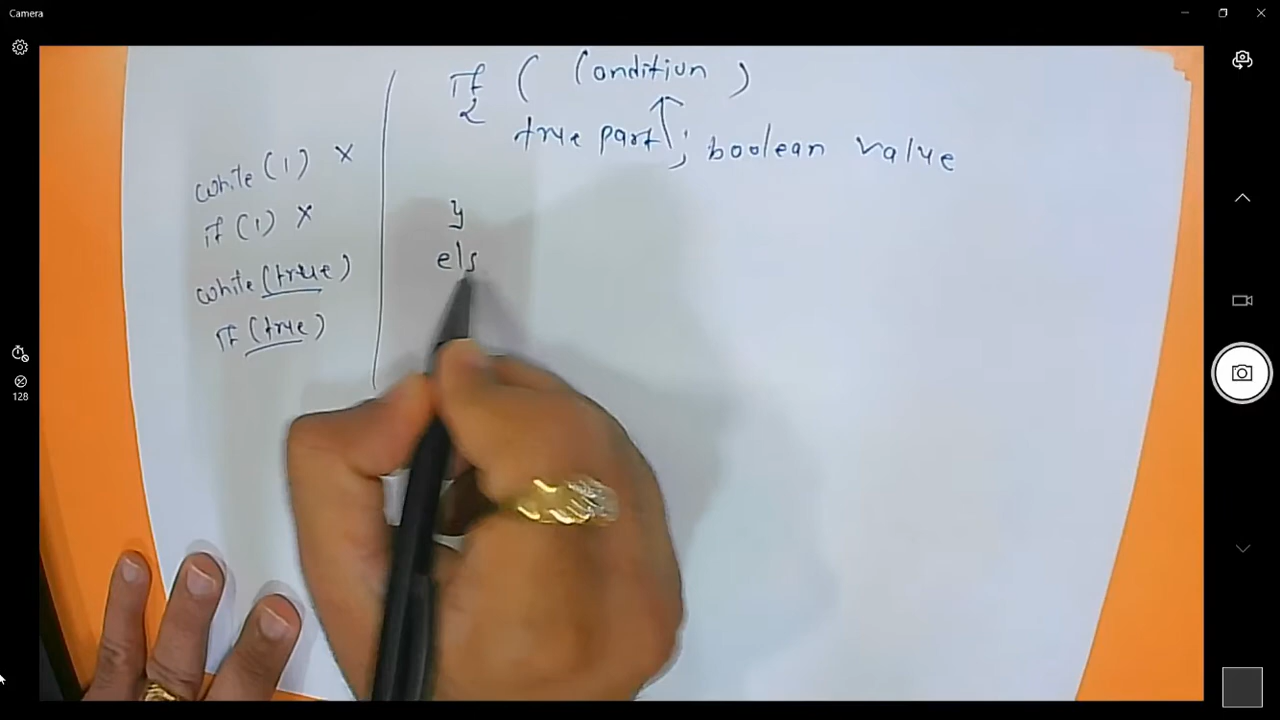 Camera
if ( Condition )
{
true part ; boolean value
}
els
while (1) ×
if (1) ×
while (true)
if (true)
128